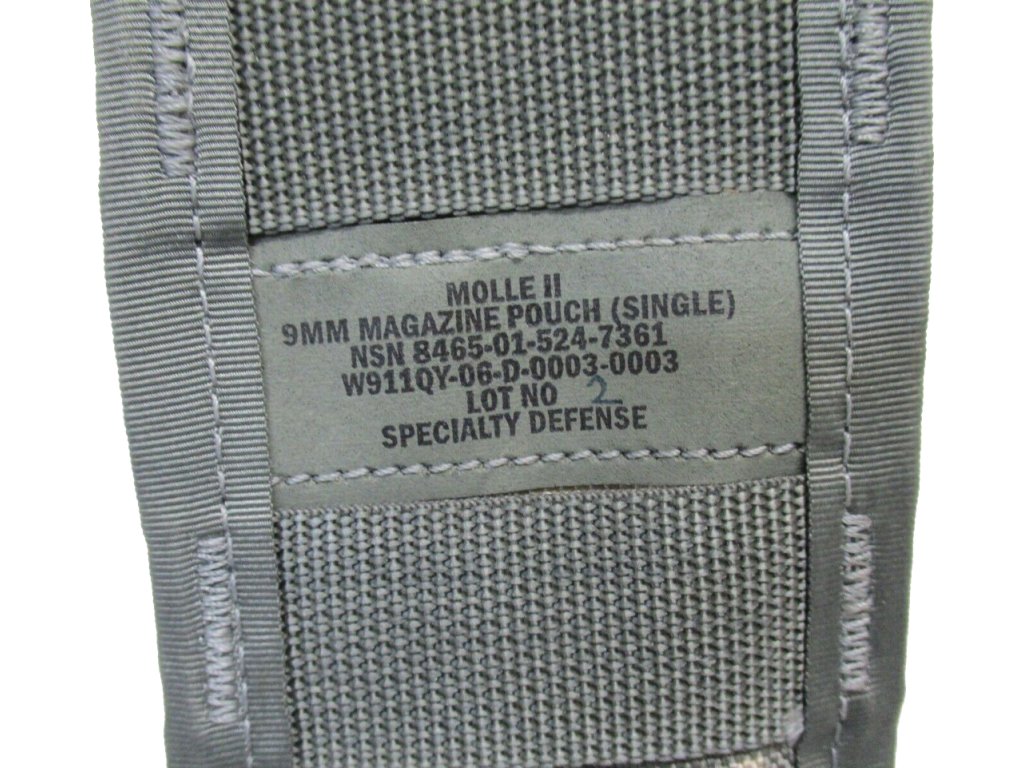 MOLLE II
9MM MAGAZINE POUCH (SINGLE)
NSN 8465-01-524-7361
W911QY-06-D-0003-0003
LOT NO 2
SPECIALTY DEFENSE